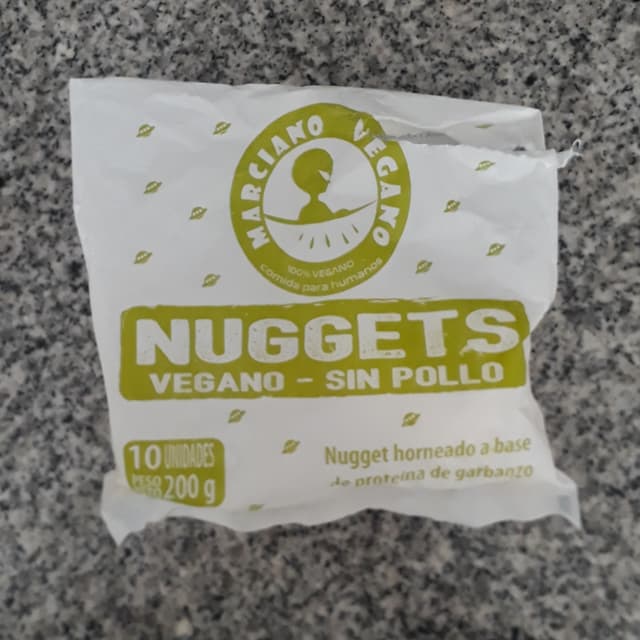 MARCIANO VEGANO
100% VEGANO
comida para humanos
NUGGETS
VEGANO - SIN POLLO
10 UNIDADES
PESO
200 g
Nugget horneado a base
de proteína de garbanzo